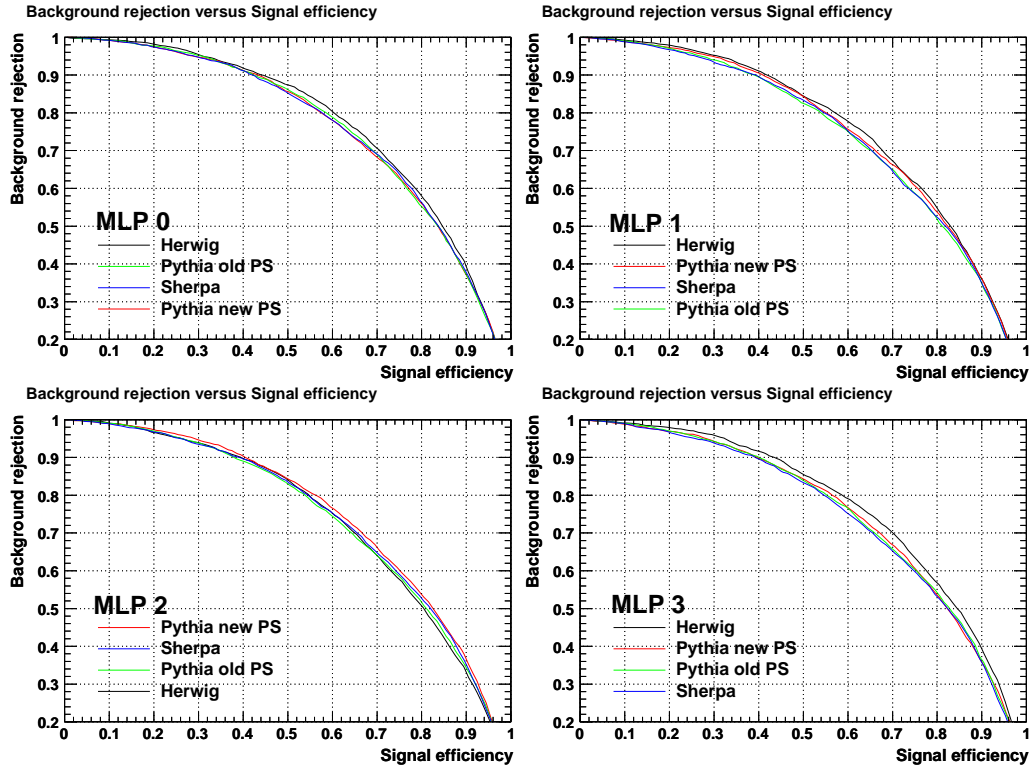 Background rejection versus Signal efficiency
Background rejection
1
0.9
0.8
0.7
0.6
0.5
0.4
0.3
0.2
MLP 0
Herwig
Pythia old PS
Sherpa
Pythia new PS
0 0.1 0.2 0.3 0.4 0.5 0.6 0.7 0.8 0.9 1
Signal efficiency
Background rejection versus Signal efficiency
Background rejection
1
0.9
0.8
0.7
0.6
0.5
0.4
0.3
0.2
MLP 1
Herwig
Pythia new PS
Sherpa
Pythia old PS
0 0.1 0.2 0.3 0.4 0.5 0.6 0.7 0.8 0.9 1
Signal efficiency
Background rejection versus Signal efficiency
Background rejection
1
0.9
0.8
0.7
0.6
0.5
0.4
0.3
0.2
MLP 2
Pythia new PS
Sherpa
Pythia old PS
Herwig
0 0.1 0.2 0.3 0.4 0.5 0.6 0.7 0.8 0.9 1
Signal efficiency
Background rejection versus Signal efficiency
Background rejection
1
0.9
0.8
0.7
0.6
0.5
0.4
0.3
0.2
MLP 3
Herwig
Pythia new PS
Pythia old PS
Sherpa
0 0.1 0.2 0.3 0.4 0.5 0.6 0.7 0.8 0.9 1
Signal efficiency